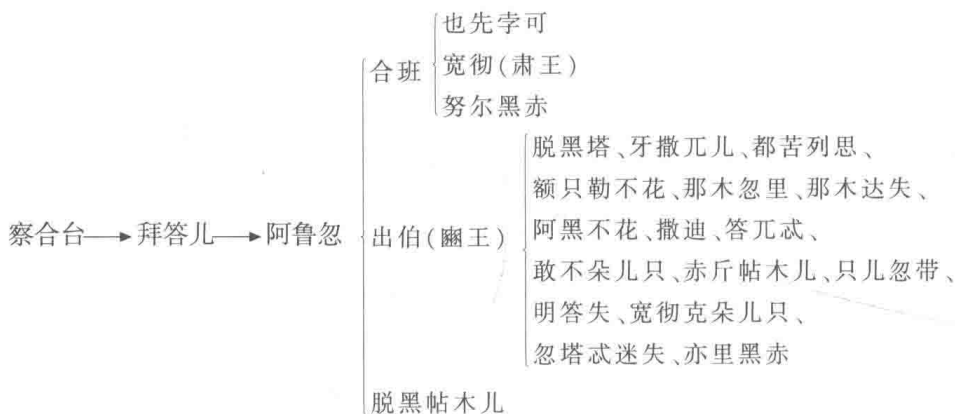 也先孛可
合班
宽彻(肃王)
努尔黑赤
脱黑塔、牙撒兀儿、都苦列思、
额只勒不花、那木忽里、那木达失、
察合台→拜答儿→阿鲁忽
出伯(豳王)
阿黑不花、撒迪、答兀忒、
敢不朵儿只、赤斤帖木儿、只儿忽带、
明答失、宽彻克朵儿只、
忽塔忒迷失、亦里黑赤
脱黑帖木儿